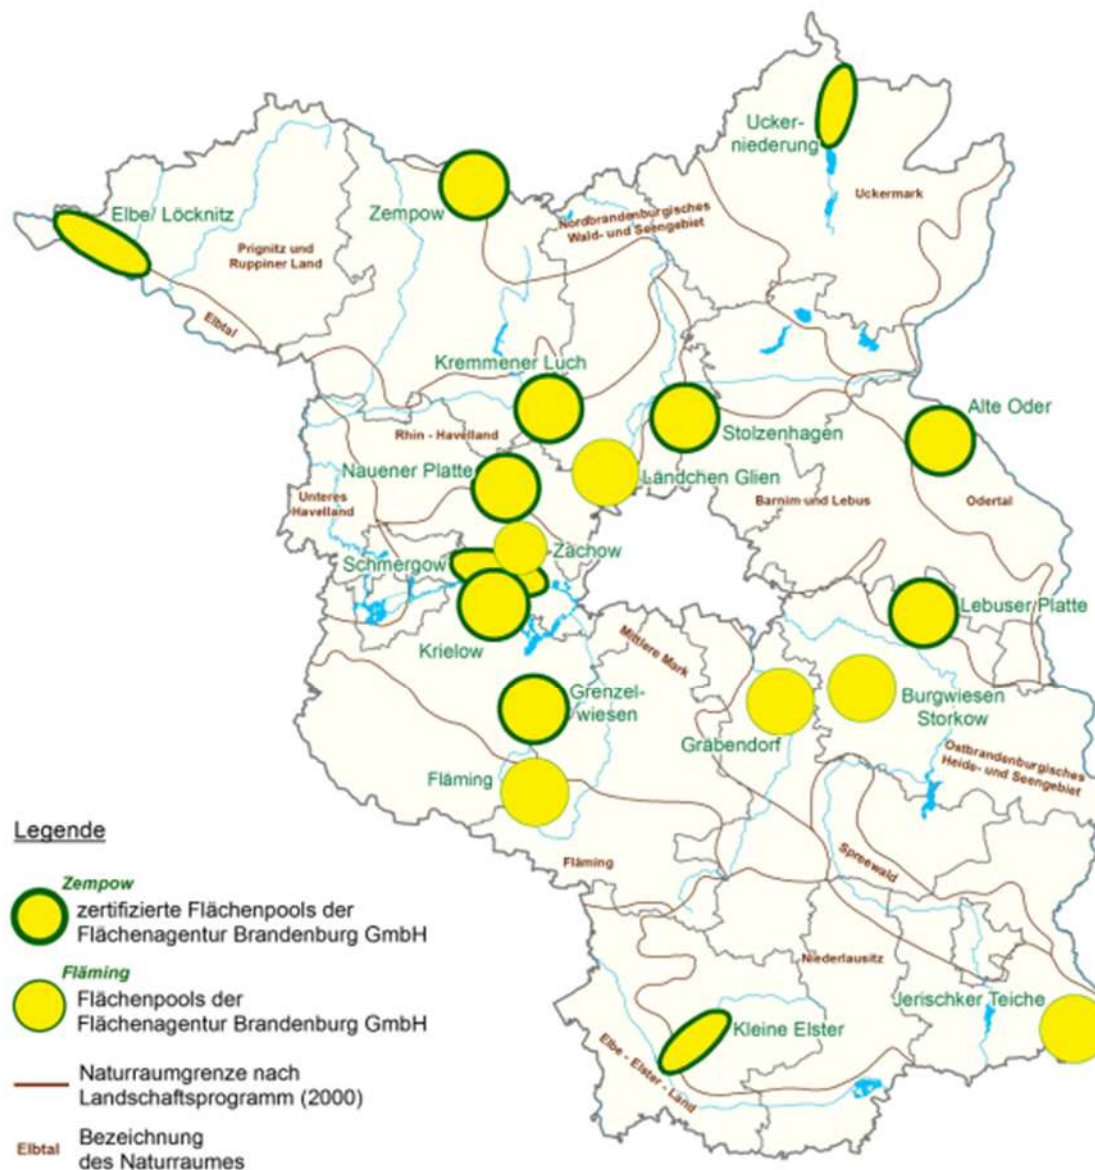 Ucker-
niederung
Uckermark
Elbe/ Löcknitz
Zempow
Nordbrandenburgisches
Wald- und Seengebiet
Prignitz und
Ruppiner Land
Elbtal
Kremmener Luch
Alte Oder
Stolzenhagen
Rhin - Havelland
Nauener Platte
Ländchen Glien
Unteres
Havelland
Barnim und Lebus
Odertal
Zachow
Schmergow
Lebuser Platte
Krielow
Mittlere Mark
Grenzel-
wiesen
Burgwiesen
Storkow
Gräbendorf
Ostbrandenburgisches
Heide- und Seengebiet
Fläming
Fläming
Spreewald
Niederlausitz
Jerischker Teiche
Kleine Elster
Elbe - Elster - Land
Legende
Zempow
zertifizierte Flächenpools der
Flächenagentur Brandenburg GmbH
Fläming
Flächenpools der
Flächenagentur Brandenburg GmbH
Naturraumgrenze nach
Landschaftsprogramm (2000)
Elbtal
Bezeichnung
des Naturraumes